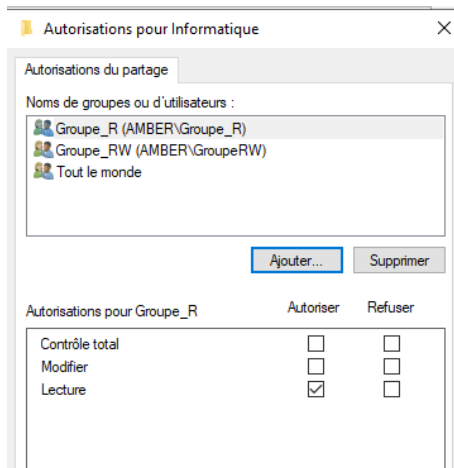 Autorisations pour Informatique
Autorisations du partage
Noms de groupes ou d'utilisateurs :
Groupe_R (AMBER\Groupe_R)
Groupe_RW (AMBER\GroupeRW)
Tout le monde
Ajouter... Supprimer
Autorisations pour Groupe_R Autoriser Refuser
Contrôle total
Modifier
Lecture